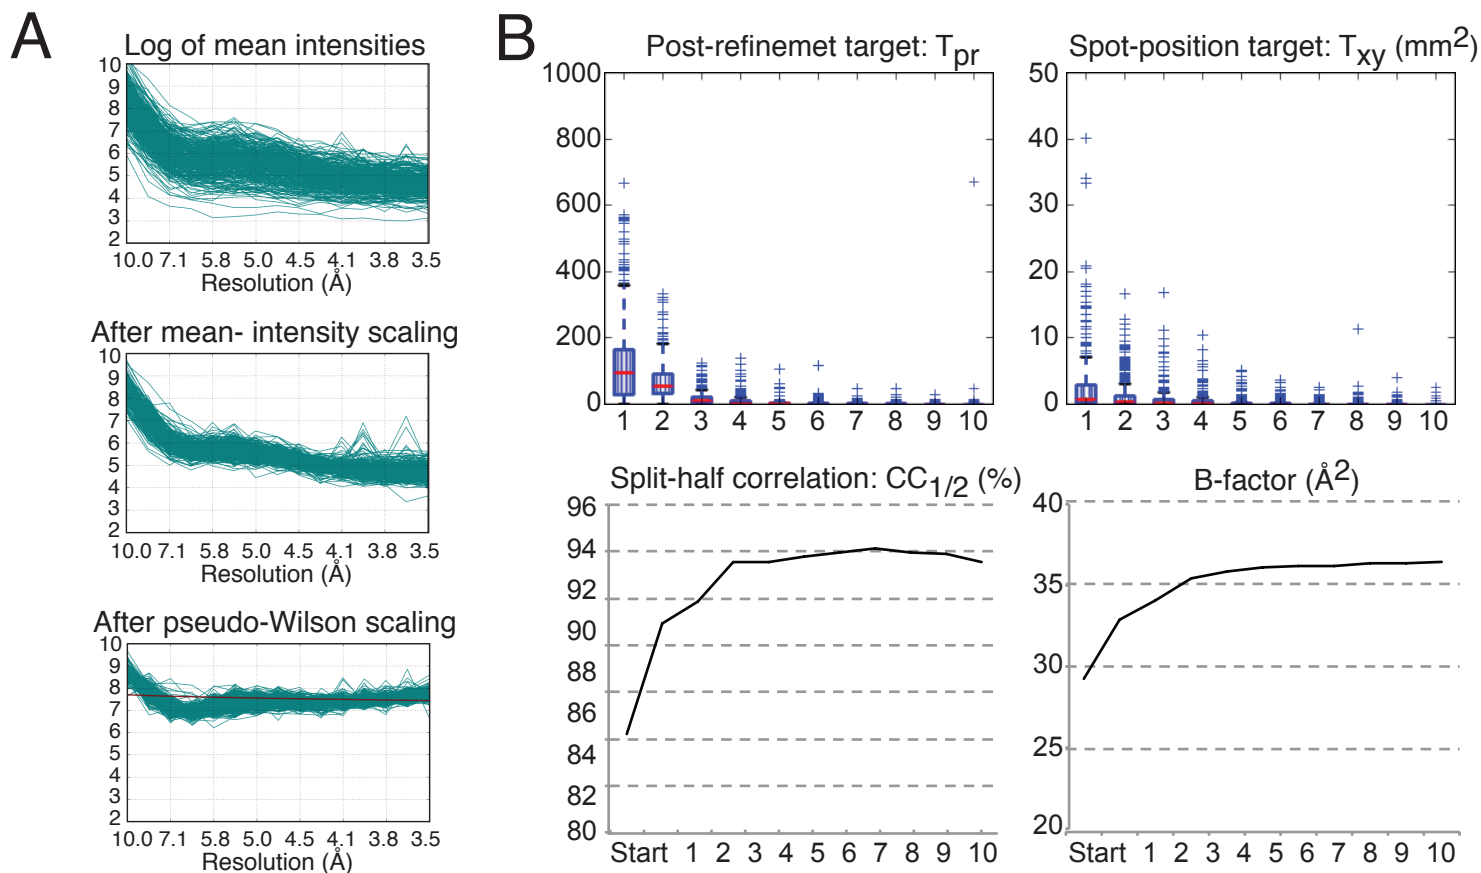 A
Log of mean intensities
10
9
8
7
6
5
4
3
2
10.0 7.1 5.8 5.0 4.5 4.1 3.8 3.5
Resolution (Å)
After mean- intensity scaling
10
9
8
7
6
5
4
3
2
10.0 7.1 5.8 5.0 4.5 4.1 3.8 3.5
Resolution (Å)
After pseudo-Wilson scaling
10
9
8
7
6
5
4
3
2
10.0 7.1 5.8 5.0 4.5 4.1 3.8 3.5
Resolution (Å)
B
Post-refinemet target: Tpr
1000
800
600
400
200
0
1 2 3 4 5 6 7 8 9 10
Spot-position target: Txy (mm2)
50
40
30
20
10
0
1 2 3 4 5 6 7 8 9 10
Split-half correlation: CC1/2 (%)
96
94
92
90
88
86
84
82
80
Start 1 2 3 4 5 6 7 8 9 10
B-factor (Å2)
40
35
30
25
20
Start 1 2 3 4 5 6 7 8 9 10